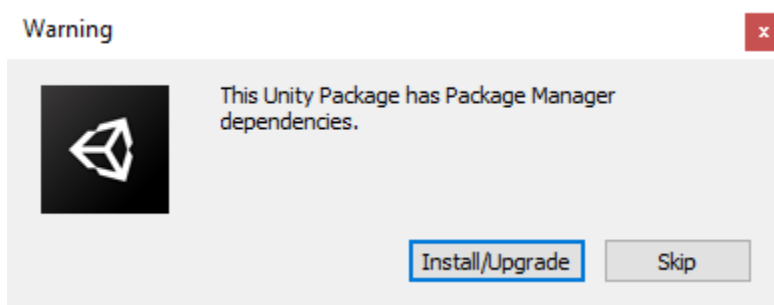 Warning
x
This Unity Package has Package Manager
dependencies.
Install/Upgrade
Skip